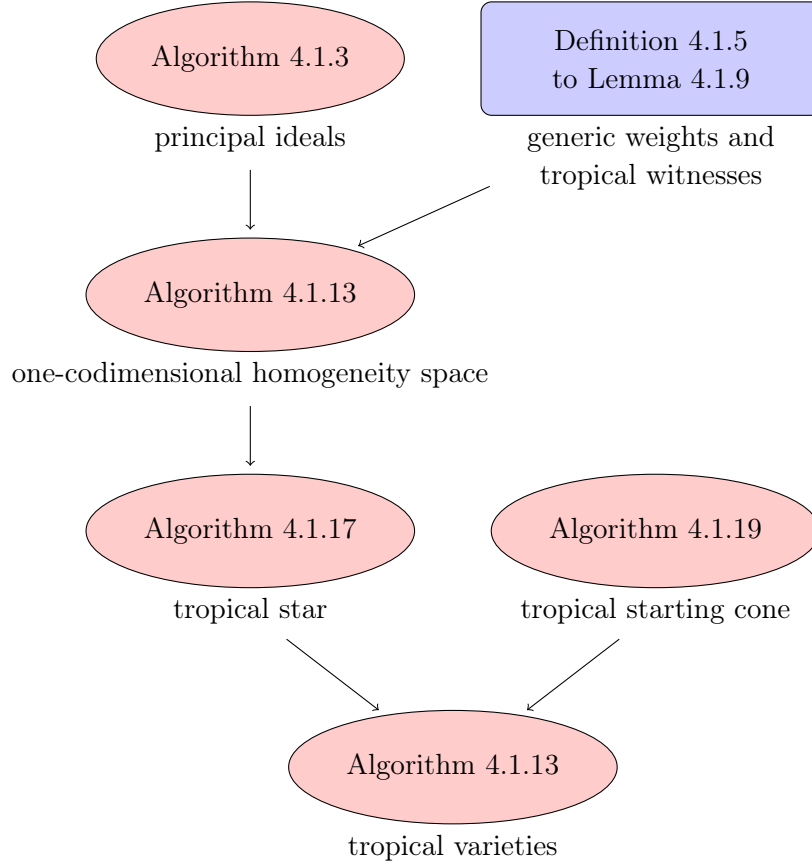 Algorithm 4.1.3
principal ideals
Definition 4.1.5
to Lemma 4.1.9
generic weights and
tropical witnesses
Algorithm 4.1.13
one-codimensional homogeneity space
Algorithm 4.1.17
tropical star
Algorithm 4.1.19
tropical starting cone
Algorithm 4.1.13
tropical varieties